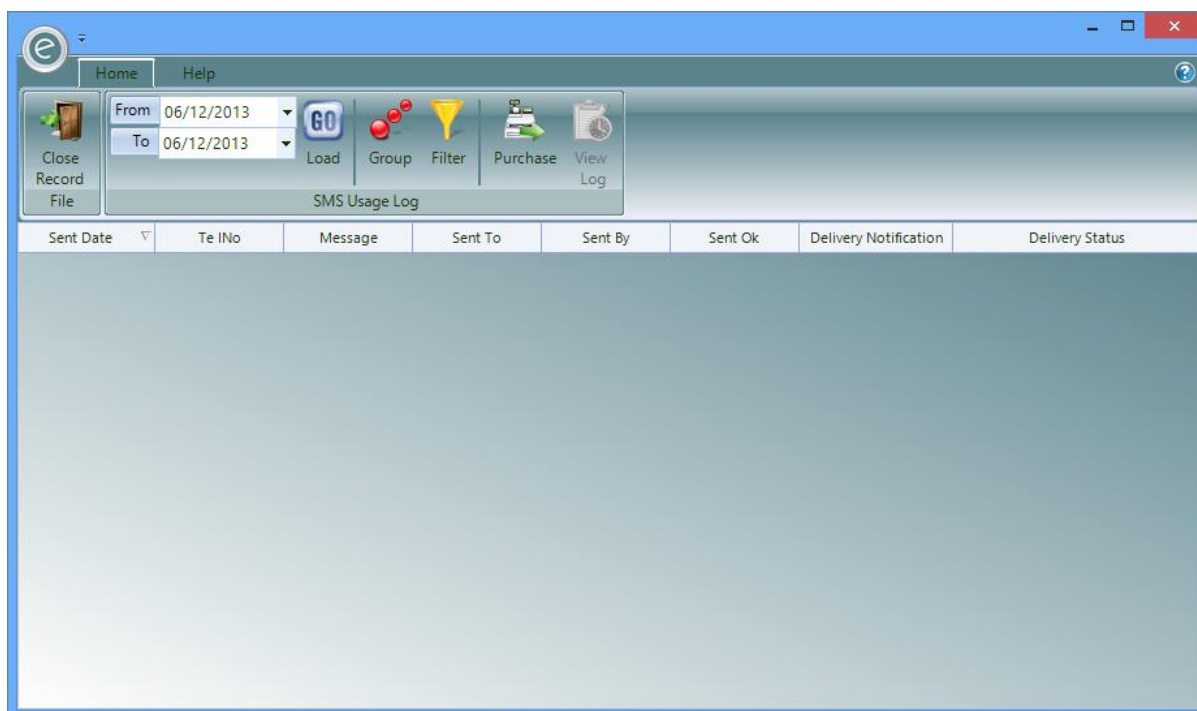 e
Home Help
From 06/12/2013
To 06/12/2013
GO
Close Record
Load Group Filter Purchase View Log
File SMS Usage Log
Sent Date Te lNo Message Sent To Sent By Sent Ok Delivery Notification Delivery Status